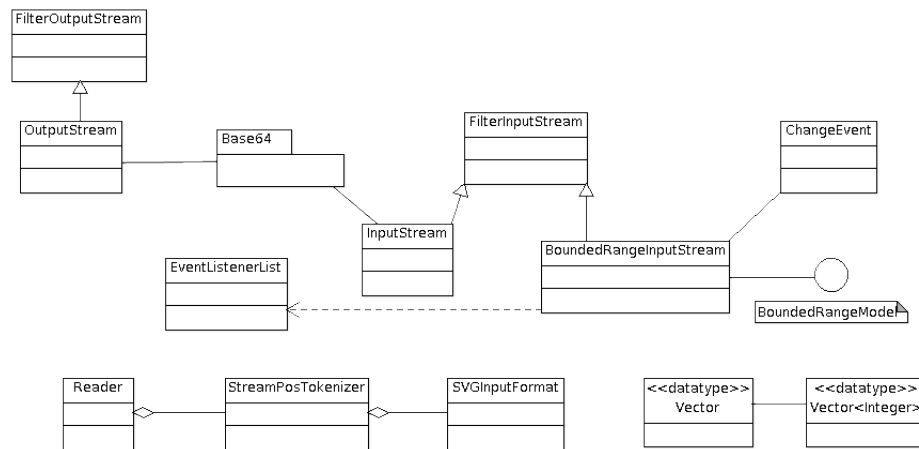 FilterOutputStream
OutputStream
Base64
FilterInputStream
ChangeEvent
InputStream
BoundedRangeInputStream
EventListenerList
BoundedRangeModel
Reader
StreamPosTokenizer
SVGInputFormat
<<datatype>>
Vector
<<datatype>>
Vector<Integer>